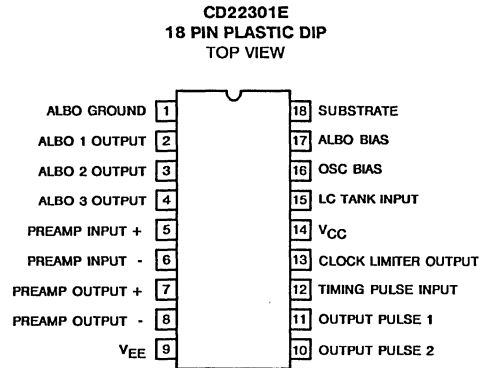 CD22301E
18 PIN PLASTIC DIP
TOP VIEW
ALBO GROUND 1
ALBO 1 OUTPUT 2
ALBO 2 OUTPUT 3
ALBO 3 OUTPUT 4
PREAMP INPUT + 5
PREAMP INPUT - 6
PREAMP OUTPUT + 7
PREAMP OUTPUT - 8
VEE 9
18 SUBSTRATE
17 ALBO BIAS
16 OSC BIAS
15 LC TANK INPUT
14 VCC
13 CLOCK LIMITER OUTPUT
12 TIMING PULSE INPUT
11 OUTPUT PULSE 1
10 OUTPUT PULSE 2